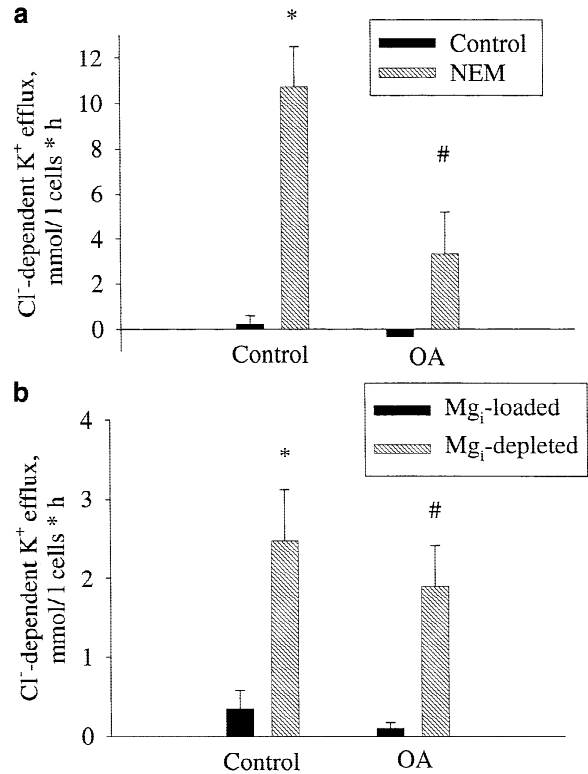 a
Cl⁻-dependent K⁺ efflux,
mmol/ l cells * h
12
10
8
6
4
2
0
*
#
Control
NEM
Control
OA
b
Cl⁻-dependent K⁺ efflux,
mmol/ l cells * h
4
3
2
1
0
*
#
Mgᵢ-loaded
Mgᵢ-depleted
Control
OA